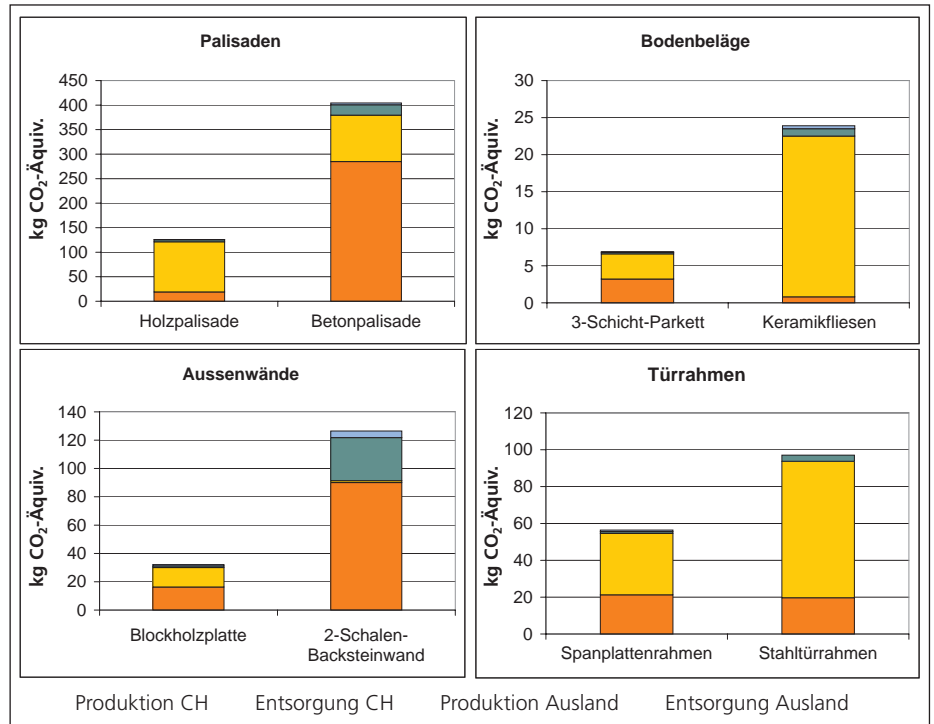 Palisaden
kg CO₂-Äquiv.
450
400
350
300
250
200
150
100
50
0
Holzpalisade Betonpalisade
Bodenbeläge
kg CO₂-Äquiv.
30
25
20
15
10
5
0
3-Schicht-Parkett Keramikfliesen
Aussenwände
kg CO₂-Äquiv.
140
120
100
80
60
40
20
0
Blockholzplatte 2-Schalen-
Backsteinwand
Türrahmen
kg CO₂-Äquiv.
120
100
80
60
40
20
0
Spanplattenrahmen Stahltürrahmen
Produktion CH Entsorgung CH Produktion Ausland Entsorgung Ausland